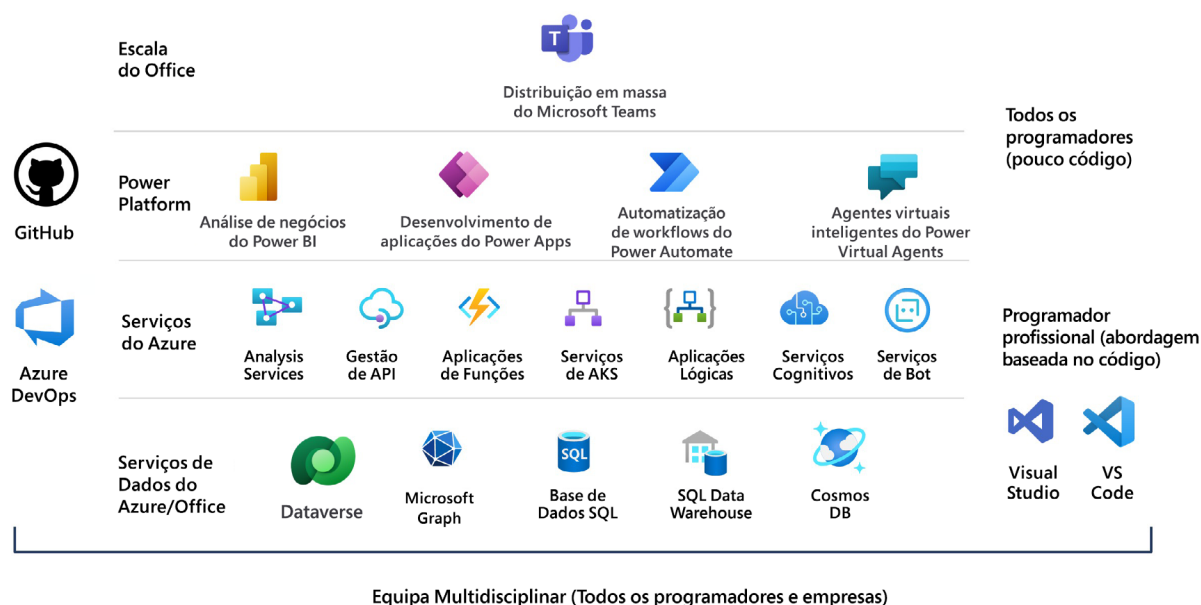 Escala
do Office
T
Distribuição em massa
do Microsoft Teams
Todos os
programadores
(pouco código)
GitHub
Power
Platform
Análise de negócios
do Power BI
Desenvolvimento de
aplicações do Power Apps
Automatização
de workflows do
Power Automate
Agentes virtuais
inteligentes do Power
Virtual Agents
Azure
DevOps
Serviços
do Azure
Analysis
Services
Gestão
de API
Aplicações
de Funções
Serviços
de AKS
Aplicações
Lógicas
Serviços
Cognitivos
Serviços
de Bot
Programador
profissional (abordagem
baseada no código)
Visual
Studio
VS
Code
Serviços de
Dados do
Azure/Office
Dataverse
Microsoft
Graph
SQL
Base de
Dados SQL
SQL Data
Warehouse
Cosmos
DB
Equipa Multidisciplinar (Todos os programadores e empresas)